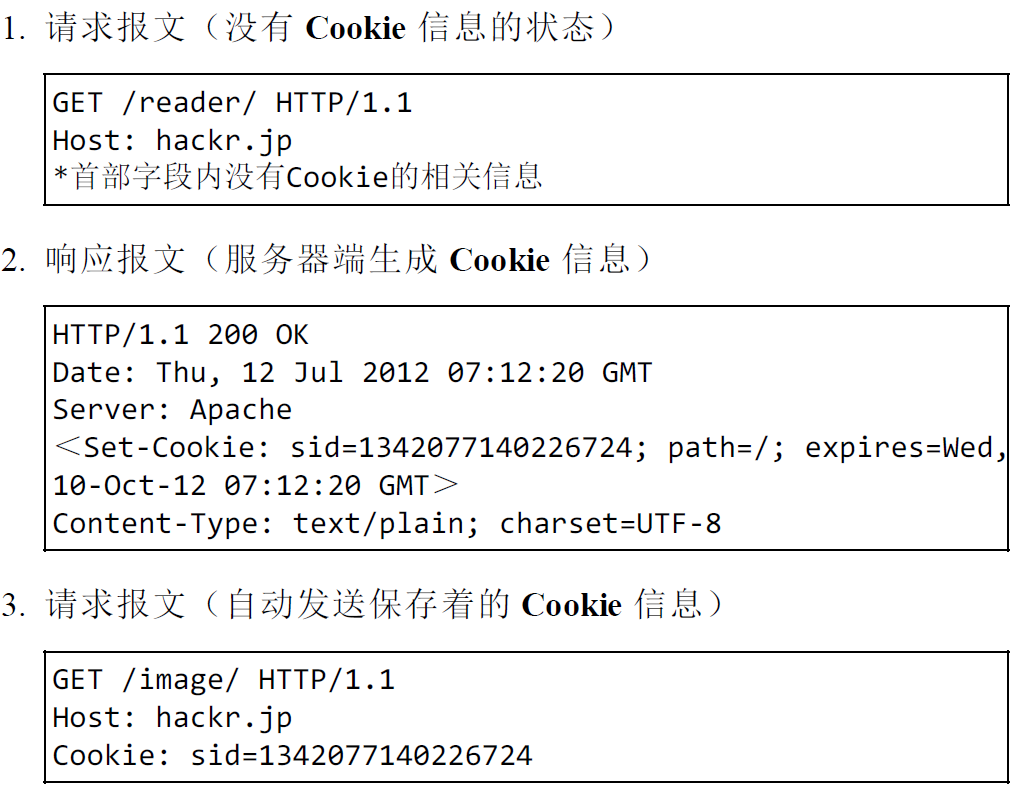 1. 请求报文（没有 Cookie 信息的状态）
GET /reader/ HTTP/1.1
Host: hackr.jp
*首部字段内没有Cookie的相关信息
2. 响应报文（服务器端生成 Cookie 信息）
HTTP/1.1 200 OK
Date: Thu, 12 Jul 2012 07:12:20 GMT
Server: Apache
＜Set-Cookie: sid=1342077140226724; path=/; expires=Wed,
10-Oct-12 07:12:20 GMT＞
Content-Type: text/plain; charset=UTF-8
3. 请求报文（自动发送保存着的 Cookie 信息）
GET /image/ HTTP/1.1
Host: hackr.jp
Cookie: sid=1342077140226724